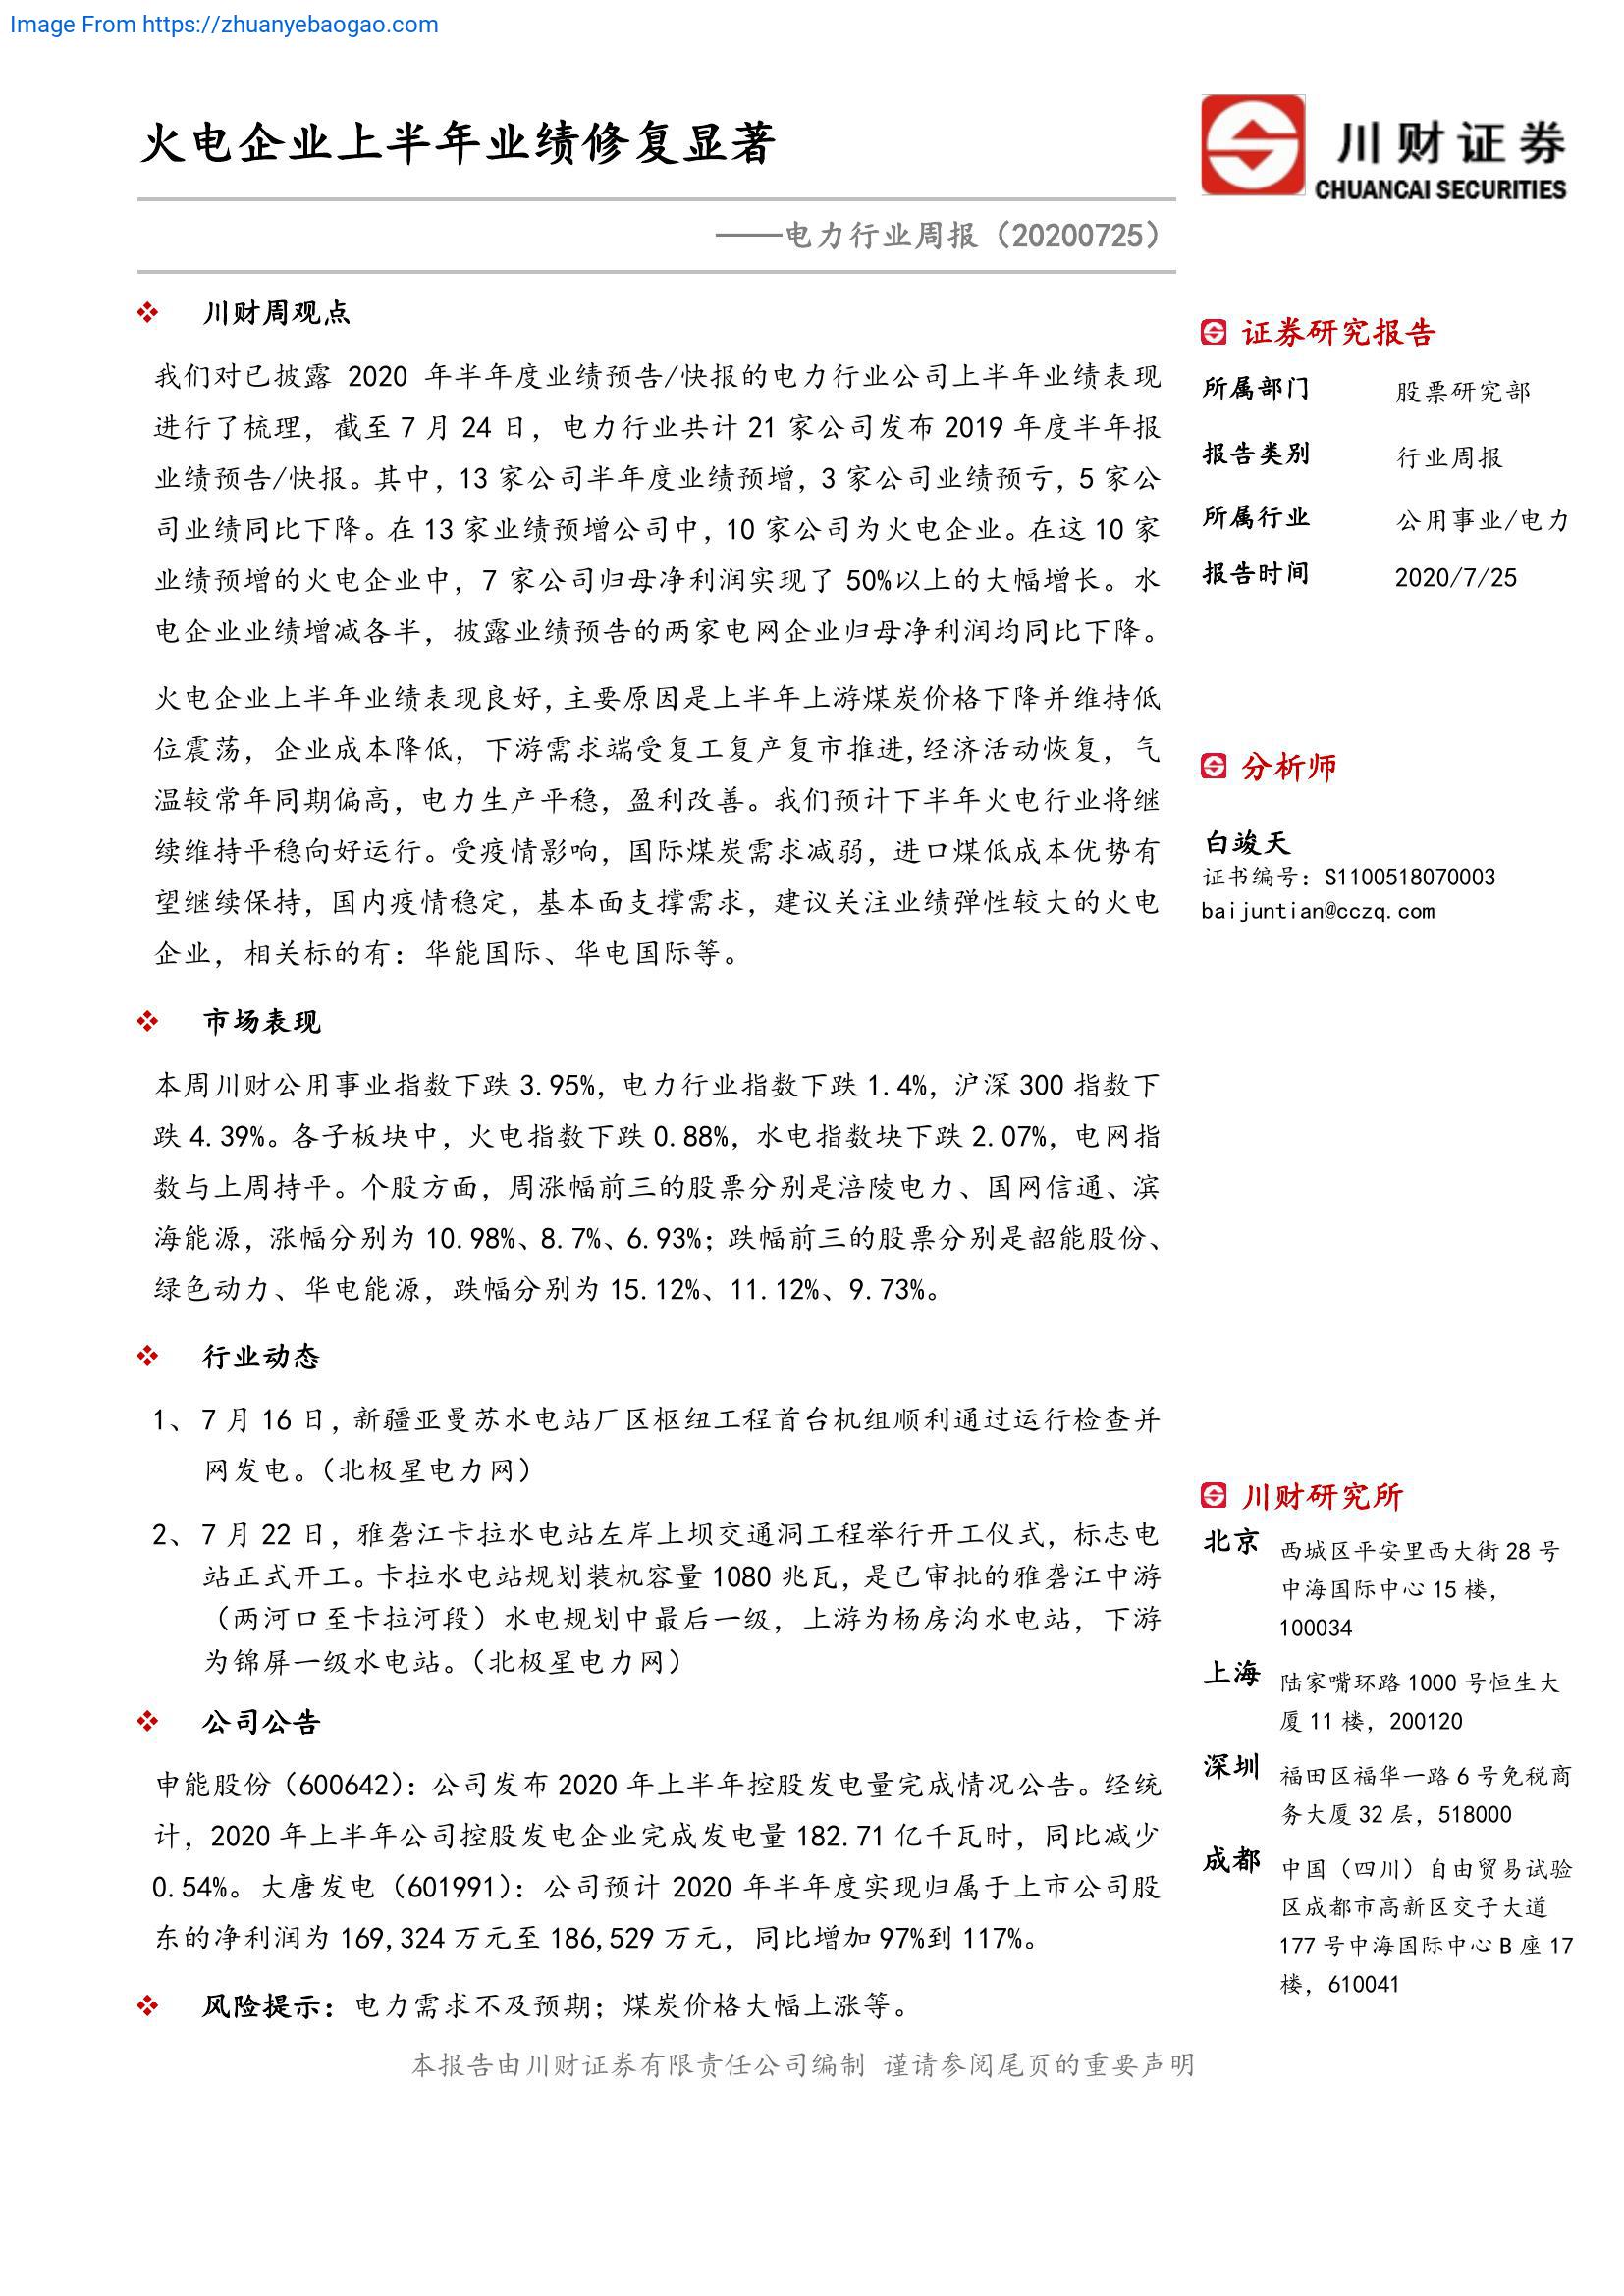 Image From https://zhuanyebaogao.com
火电企业上半年业绩修复显著
——电力行业周报（20200725）
川财证券
CHUANCAI SECURITIES
川财周观点
我们对已披露 2020 年半年度业绩预告/快报的电力行业公司上半年业绩表现
进行了梳理，截至 7 月 24 日，电力行业共计 21 家公司发布 2019 年度半年报
业绩预告/快报。其中，13 家公司半年度业绩预增，3 家公司业绩预亏，5 家公
司业绩同比下降。在 13 家业绩预增公司中，10 家公司为火电企业。在这 10 家
业绩预增的火电企业中，7 家公司归母净利润实现了 50%以上的大幅增长。水
电企业业绩增减各半，披露业绩预告的两家电网企业归母净利润均同比下降。
火电企业上半年业绩表现良好,主要原因是上半年上游煤炭价格下降并维持低
位震荡，企业成本降低，下游需求端受复工复产复市推进,经济活动恢复，气
温较常年同期偏高，电力生产平稳，盈利改善。我们预计下半年火电行业将继
续维持平稳向好运行。受疫情影响，国际煤炭需求减弱，进口煤低成本优势有
望继续保持，国内疫情稳定，基本面支撑需求，建议关注业绩弹性较大的火电
企业，相关标的有：华能国际、华电国际等。
市场表现
本周川财公用事业指数下跌 3.95%，电力行业指数下跌 1.4%，沪深 300 指数下
跌 4.39%。各子板块中，火电指数下跌 0.88%，水电指数块下跌 2.07%，电网指
数与上周持平。个股方面，周涨幅前三的股票分别是涪陵电力、国网信通、滨
海能源，涨幅分别为 10.98%、8.7%、6.93%；跌幅前三的股票分别是韶能股份、
绿色动力、华电能源，跌幅分别为 15.12%、11.12%、9.73%。
行业动态
1、 7 月 16 日，新疆亚曼苏水电站厂区枢纽工程首台机组顺利通过运行检查并
网发电。（北极星电力网）
2、 7 月 22 日，雅砻江卡拉水电站左岸上坝交通洞工程举行开工仪式，标志电
站正式开工。卡拉水电站规划装机容量 1080 兆瓦，是已审批的雅砻江中游
（两河口至卡拉河段）水电规划中最后一级，上游为杨房沟水电站，下游
为锦屏一级水电站。（北极星电力网）
公司公告
申能股份（600642）：公司发布 2020 年上半年控股发电量完成情况公告。经统
计，2020 年上半年公司控股发电企业完成发电量 182.71 亿千瓦时，同比减少
0.54%。大唐发电（601991）：公司预计 2020 年半年度实现归属于上市公司股
东的净利润为 169,324 万元至 186,529 万元，同比增加 97%到 117%。
风险提示：电力需求不及预期；煤炭价格大幅上涨等。
证券研究报告
所属部门 股票研究部
报告类别 行业周报
所属行业 公用事业/电力
报告时间 2020/7/25
分析师
白竣天
证书编号：S1100518070003
baijuntian@cczq.com
川财研究所
北京 西城区平安里西大街 28 号
中海国际中心 15 楼，
100034
上海 陆家嘴环路 1000 号恒生大
厦 11 楼，200120
深圳 福田区福华一路 6 号免税商
务大厦 32 层，518000
成都 中国（四川）自由贸易试验
区成都市高新区交子大道
177 号中海国际中心 B 座 17
楼，610041
本报告由川财证券有限责任公司编制 谨请参阅尾页的重要声明